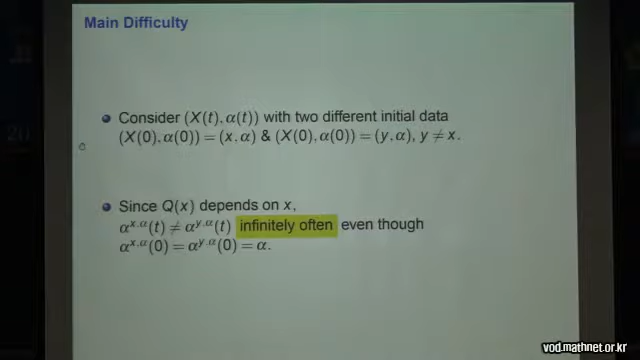 Main Difficulty
Consider (X(t), α(t)) with two different initial data
(X(0), α(0)) = (x, α) & (X(0), α(0)) = (y, α), y ≠ x.
Since Q(x) depends on x,
α^{x,α}(t) ≠ α^{y,α}(t) infinitely often even though
α^{x,α}(0) = α^{y,α}(0) = α.
vod.mathnet.or.kr